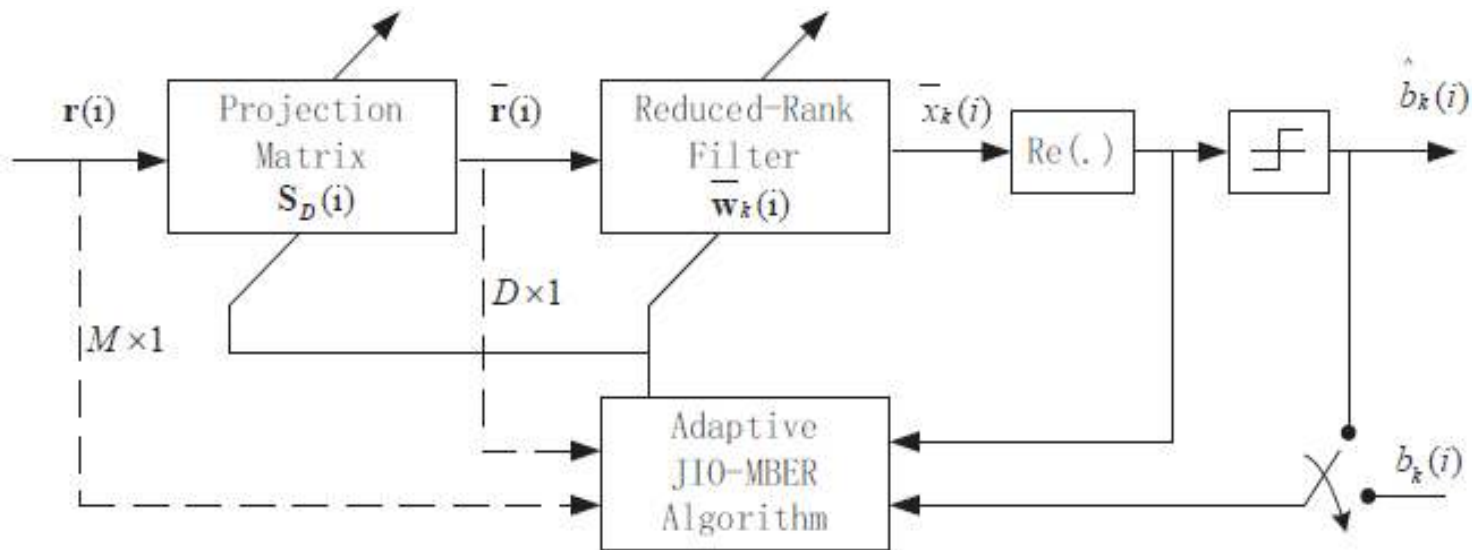 r(i)
Projection
Matrix
S_D(i)
r̄(i)
Reduced-Rank
Filter
w̄_k(i)
x̄_k(i)
Re(.)
b̂_k(i)
M×1
D×1
Adaptive
JIO-MBER
Algorithm
b_k(i)